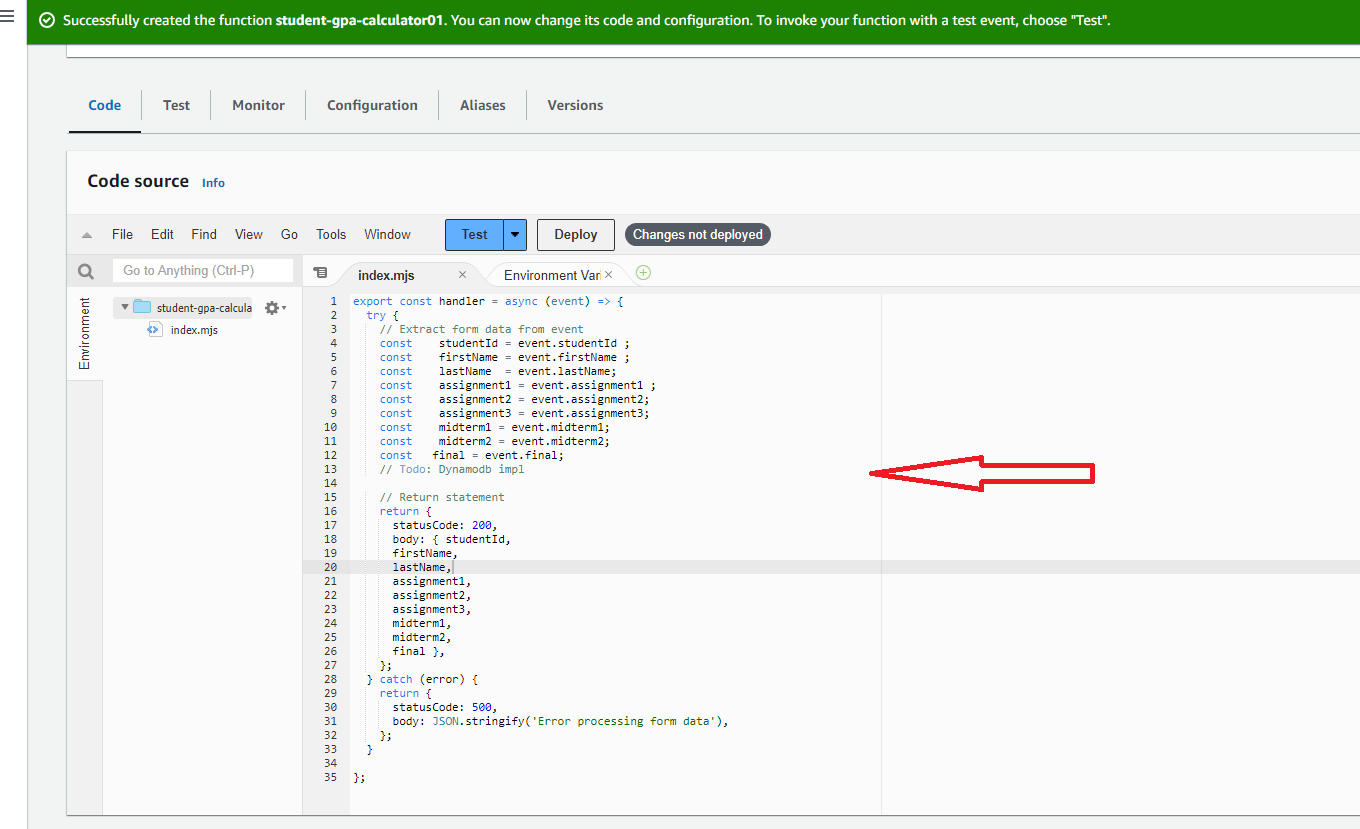 Successfully created the function student-gpa-calculator01. You can now change its code and configuration. To invoke your function with a test event, choose "Test".
Code Test Monitor Configuration Aliases Versions
Code source Info
File Edit Find View Go Tools Window Test Deploy Changes not deployed
Go to Anything (Ctrl-P) index.mjs Environment Vari
Environment
student-gpa-calcula
index.mjs
1 export const handler = async (event) => {
2 try {
3 // Extract form data from event
4 const studentId = event.studentId ;
5 const firstName = event.firstName ;
6 const lastName = event.lastName;
7 const assignment1 = event.assignment1 ;
8 const assignment2 = event.assignment2;
9 const assignment3 = event.assignment3;
10 const midterm1 = event.midterm1;
11 const midterm2 = event.midterm2;
12 const final = event.final;
13 // Todo: Dynamodb impl
14
15 // Return statement
16 return {
17 statusCode: 200,
18 body: { studentId,
19 firstName,
20 lastName,
21 assignment1,
22 assignment2,
23 assignment3,
24 midterm1,
25 midterm2,
26 final },
27 };
28 } catch (error) {
29 return {
30 statusCode: 500,
31 body: JSON.stringify('Error processing form data'),
32 };
33 }
34
35 };